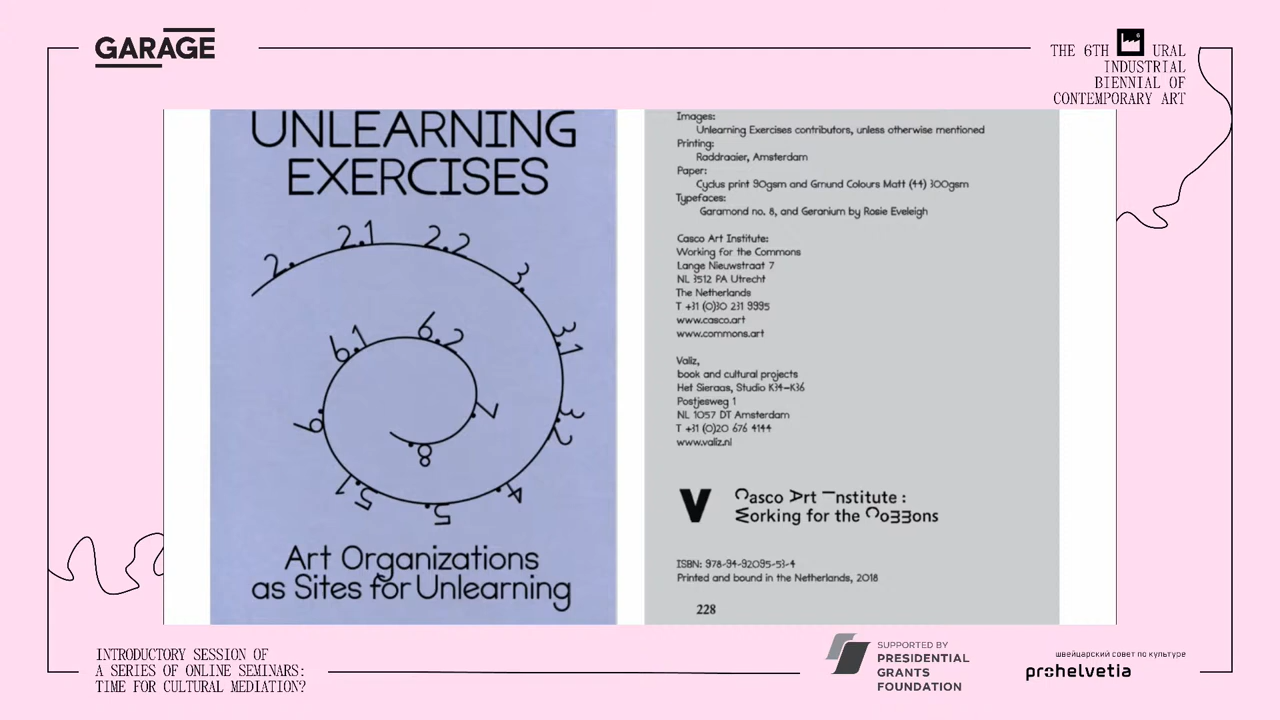 GARAGE
THE 6TH URAL
INDUSTRIAL
BIENNIAL OF
CONTEMPORARY ART
UNLEARNING
EXERCISES
2.
2.1
2.2
3.
3.1
3.2
4.
5.
5.1
6.
6.1
6.2
7.
8.
Art Organizations
as Sites for Unlearning
Images:
Unlearning Exercises contributors, unless otherwise mentioned
Printing:
Raddraaier, Amsterdam
Paper:
Cyclus print 90gsm and Gmund Colours Matt (44) 300gsm
Typefaces:
Garamond no. 8, and Geranium by Rosie Eveleigh
Casco Art Institute:
Working for the Commons
Lange Nieuwstraat 7
NL 3512 PA Utrecht
The Netherlands
T +31 (0)30 231 9995
www.casco.art
www.commons.art
Valiz,
book and cultural projects
Het Sieraad, Studio K34–K36
Postjesweg 1
NL 1057 DT Amsterdam
T +31 (0)20 676 4144
www.valiz.nl
V
Casco Art Institute :
Working for the Commons
ISBN: 978-94-92095-53-4
Printed and bound in the Netherlands, 2018
228
INTRODUCTORY SESSION OF
A SERIES OF ONLINE SEMINARS:
TIME FOR CULTURAL MEDIATION?
SUPPORTED BY
PRESIDENTIAL
GRANTS
FOUNDATION
швейцарский совет по культуре
prohelvetia